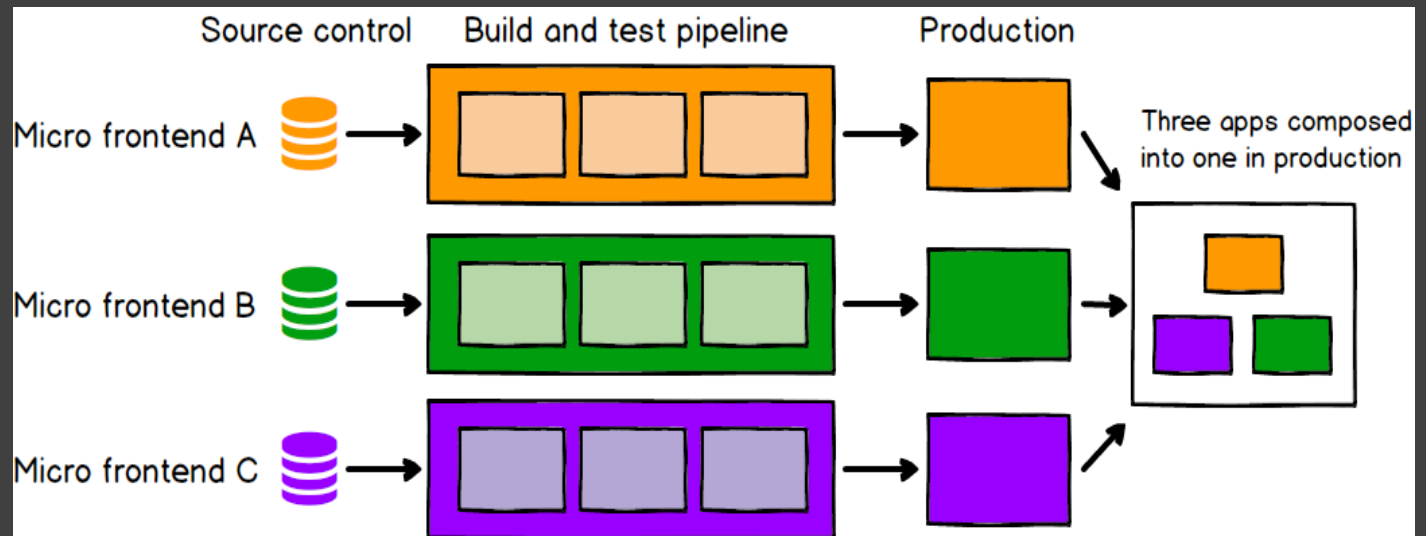 Source control
Build and test pipeline
Production
Micro frontend A
Three apps composed
into one in production
Micro frontend B
Micro frontend C